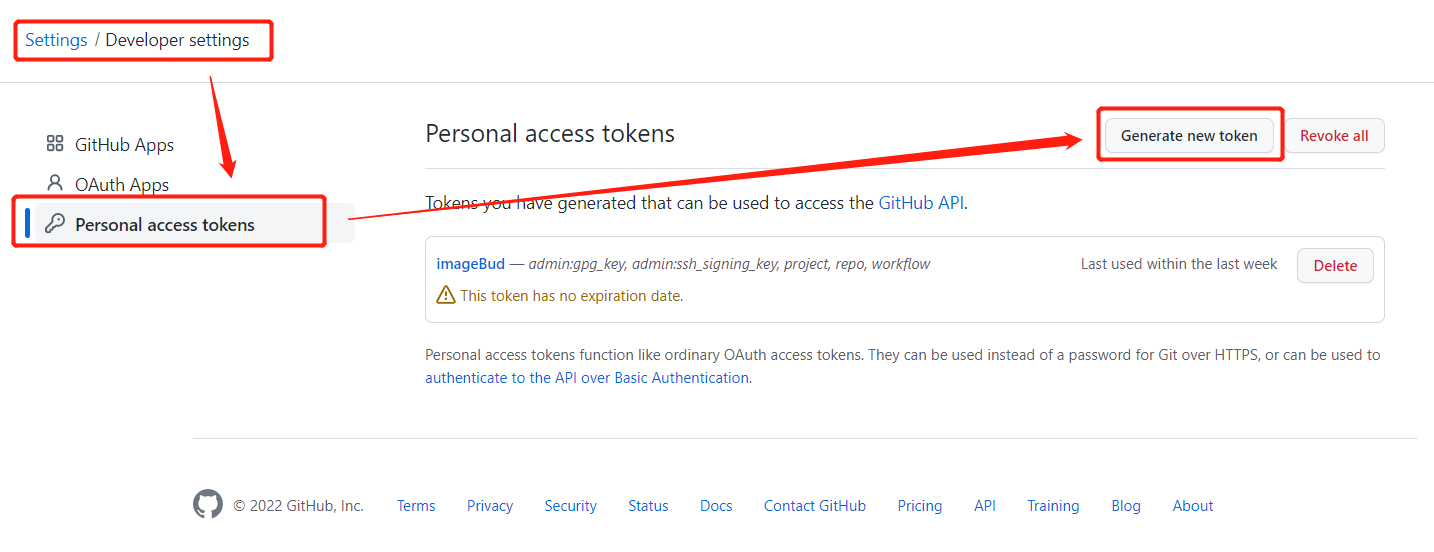 Settings / Developer settings
GitHub Apps
OAuth Apps
Personal access tokens
Personal access tokens
Generate new token
Revoke all
Tokens you have generated that can be used to access the GitHub API.
imageBud — admin:gpg_key, admin:ssh_signing_key, project, repo, workflow
Last used within the last week
Delete
This token has no expiration date.
Personal access tokens function like ordinary OAuth access tokens. They can be used instead of a password for Git over HTTPS, or can be used to
authenticate to the API over Basic Authentication.
© 2022 GitHub, Inc. Terms Privacy Security Status Docs Contact GitHub Pricing API Training Blog About